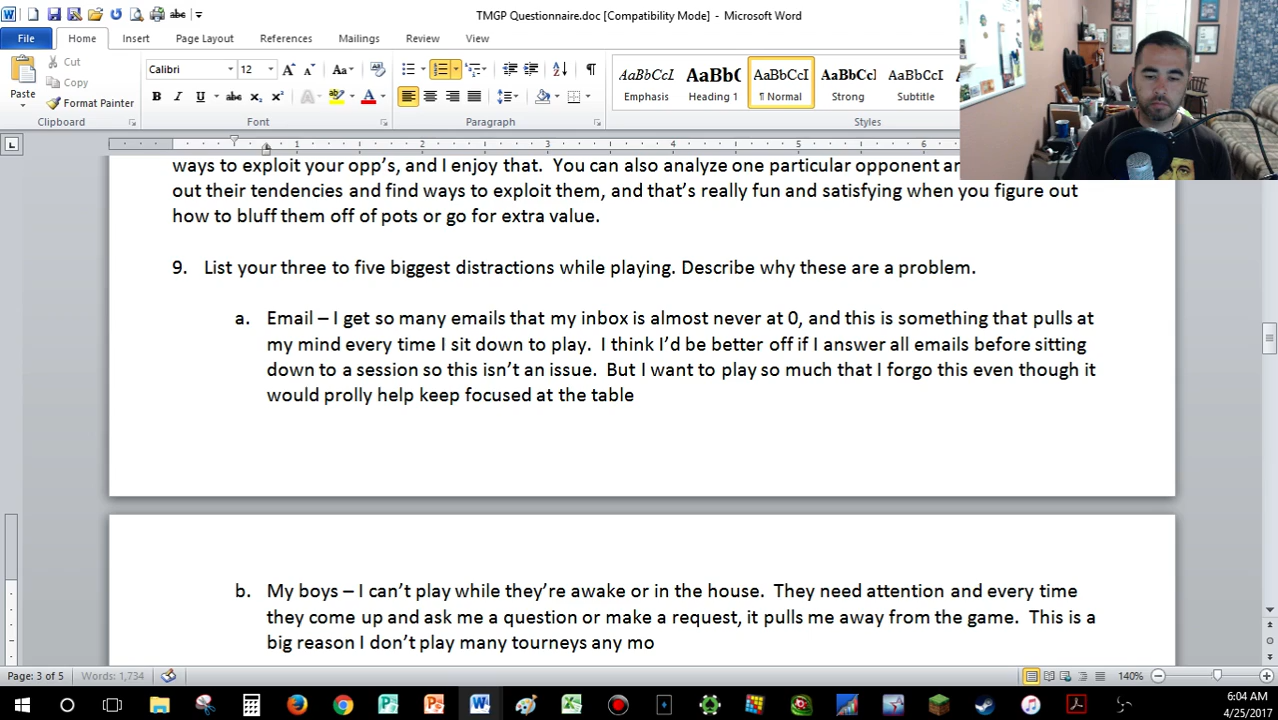 TMGP Questionnaire.doc [Compatibility Mode] - Microsoft Word
File Home Insert Page Layout References Mailings Review View
Cut
Copy
Format Painter
Paste
Calibri 12
AaBbCcI AaBb( AaBbCcI AaBbCcl AaBbCcI
Emphasis Heading 1 ¶ Normal Strong Subtitle
Clipboard Font Paragraph Styles
1 2 3 4 5 6
ways to exploit your opp's, and I enjoy that. You can also analyze one particular opponent
out their tendencies and find ways to exploit them, and that's really fun and satisfying when you figure out
how to bluff them off of pots or go for extra value.
9. List your three to five biggest distractions while playing. Describe why these are a problem.
a. Email – I get so many emails that my inbox is almost never at 0, and this is something that pulls at
my mind every time I sit down to play. I think I'd be better off if I answer all emails before sitting
down to a session so this isn't an issue. But I want to play so much that I forgo this even though it
would prolly help keep focused at the table
b. My boys – I can't play while they're awake or in the house. They need attention and every time
they come up and ask me a question or make a request, it pulls me away from the game. This is a
big reason I don't play many tourneys any mo
Page: 3 of 5 Words: 1,734 140%
6:04 AM
4/25/2017